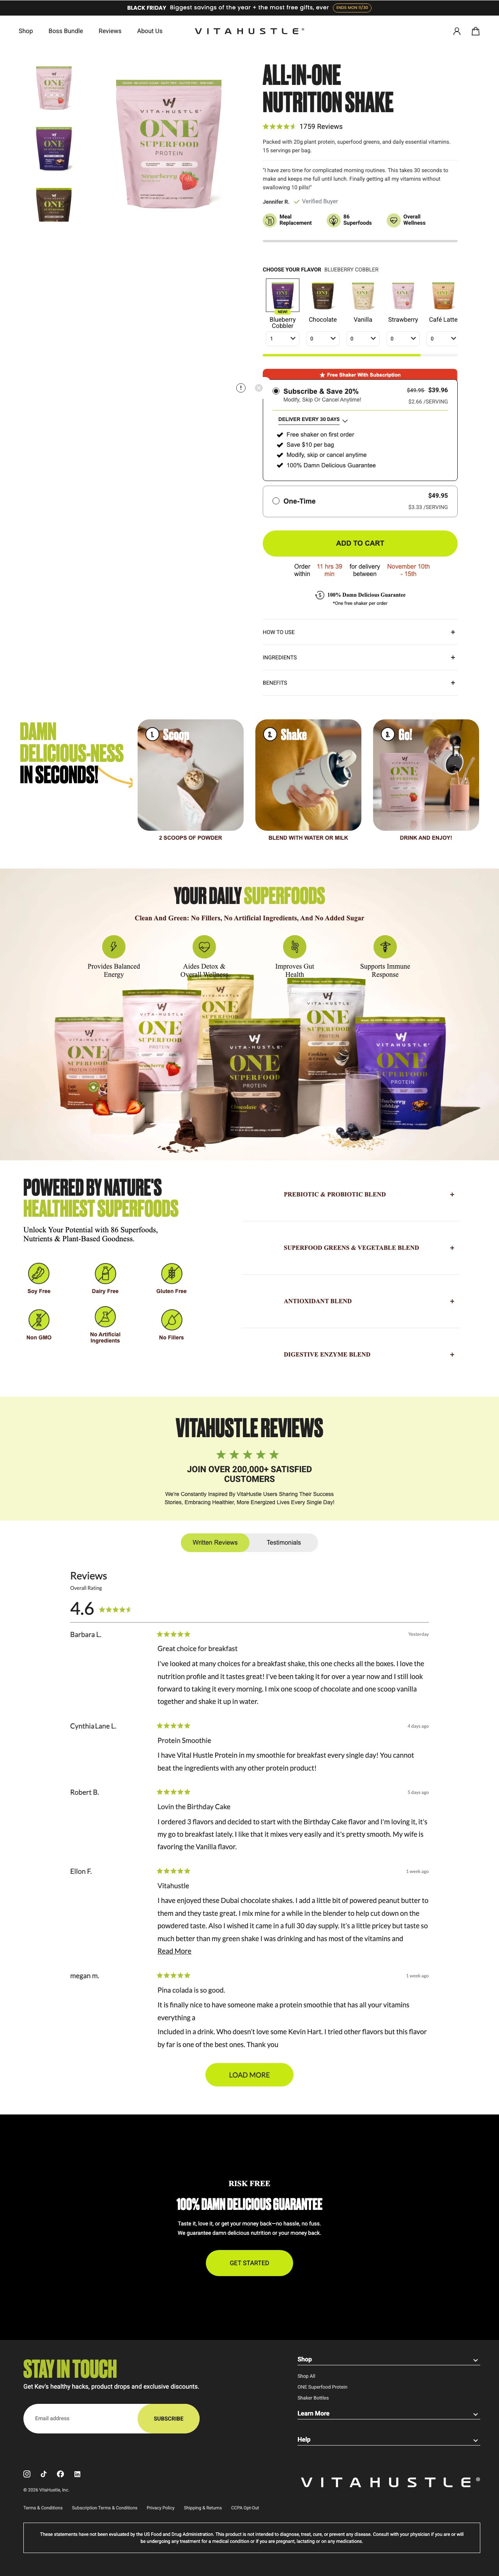 BLACK FRIDAY Biggest savings of the year + the most free gifts, ever ENDS MON 11/30
Shop Boss Bundle Reviews About Us VITAHUSTLE
ALL-IN-ONE
NUTRITION SHAKE
1759 Reviews
Packed with 20g plant protein, superfood greens, and daily essential vitamins.
15 servings per bag.
"I have zero time for complicated morning routines. This takes 30 seconds to
make and keeps me full until lunch. Finally getting all my vitamins without
swallowing 10 pills!"
Jennifer R. Verified Buyer
Meal
Replacement
86
Superfoods
Overall
Wellness
VITA-HUSTLE
ONE
SUPERFOOD
PROTEIN
Strawberry
CHOOSE YOUR FLAVOR BLUEBERRY COBBLER
NEW!
Blueberry
Cobbler
Chocolate
Vanilla
Strawberry
Café Latte
1 0 0 0 0
Free Shaker With Subscription
Subscribe & Save 20% $49.95 $39.96
Modify, Skip Or Cancel Anytime! $2.66 /SERVING
DELIVER EVERY 30 DAYS
Free shaker on first order
Save $10 per bag
Modify, skip or cancel anytime
100% Damn Delicious Guarantee
One-Time $49.95
$3.33 /SERVING
ADD TO CART
Order
within
11 hrs 39
min
for delivery
between
November 10th
- 15th
100% Damn Delicious Guarantee
*One free shaker per order
HOW TO USE +
INGREDIENTS +
BENEFITS +
DAMN
DELICIOUS-NESS
IN SECONDS!
1. Scoop
2. Shake
3. Go!
2 SCOOPS OF POWDER
BLEND WITH WATER OR MILK
DRINK AND ENJOY!
YOUR DAILY SUPERFOODS
Clean And Green: No Fillers, No Artificial Ingredients, And No Added Sugar
Provides Balanced
Energy
Aides Detox &
Overall Wellness
Improves Gut
Health
Supports Immune
Response
VITA-HUSTLE
ONE
SUPERFOOD
PROTEIN
Strawberry
Chocolate
Blueberry
Cobbler
POWERED BY NATURE'S
HEALTHIEST SUPERFOODS
Unlock Your Potential with 86 Superfoods,
Nutrients & Plant-Based Goodness.
Soy Free
Dairy Free
Gluten Free
Non GMO
No Artificial
Ingredients
No Fillers
PREBIOTIC & PROBIOTIC BLEND +
SUPERFOOD GREENS & VEGETABLE BLEND +
ANTIOXIDANT BLEND +
DIGESTIVE ENZYME BLEND +
VITAHUSTLE REVIEWS
JOIN OVER 200,000+ SATISFIED
CUSTOMERS
We're Constantly Inspired By VitaHustle Users Sharing Their Success
Stories, Embracing Healthier, More Energized Lives Every Single Day!
Written Reviews Testimonials
Reviews
Overall Rating
4.6
Barbara L. Yesterday
Great choice for breakfast
I've looked at many choices for a breakfast shake, this one checks all the boxes. I love the
nutrition profile and it tastes great! I've been taking it for over a year now and I still look
forward to taking it every morning. I mix one scoop of chocolate and one scoop vanilla
together and shake it up in water.
CynthiaLane L. 4 days ago
Protein Smoothie
I have Vital Hustle Protein in my smoothie for breakfast every single day! You cannot
beat the ingredients with any other protein product!
Robert B. 5 days ago
Lovin the Birthday Cake
I ordered 3 flavors and decided to start with the Birthday Cake flavor and I'm loving it, it's
my go to breakfast lately. I like that it mixes very easily and it's pretty smooth. My wife is
favoring the Vanilla flavor.
Ellon F. 1 week ago
Vitahustle
I have enjoyed these Dubai chocolate shakes. I add a little bit of powdered peanut butter to
them and they taste great. I mix mine for a while in the blender to help cut down on the
powdered taste. Also I wished it came in a full 30 day supply. It's a little pricey but taste so
much better than my green shake I was drinking and has most of the vitamins and
Read More
megan m. 1 week ago
Pina colada is so good.
It is finally nice to have someone make a protein smoothie that has all your vitamins
everything a
Included in a drink. Who doesn't love some Kevin Hart. I tried other flavors but this flavor
by far is one of the best ones. Thank you
LOAD MORE
RISK FREE
100% DAMN DELICIOUS GUARANTEE
Taste it, love it, or get your money back—no hassle, no fuss.
We guarantee damn delicious nutrition or your money back.
GET STARTED
STAY IN TOUCH
Get Kev's healthy hacks, product drops and exclusive discounts.
Email address SUBSCRIBE
Shop
Shop All
ONE Superfood Protein
Shaker Bottles
Learn More
Help
© 2026 VitaHustle, Inc.
VITAHUSTLE®
Terms & Conditions Subscription Terms & Conditions Privacy Policy Shipping & Returns CCPA Opt-Out
These statements have not been evaluated by the US Food and Drug Administration. This product is not intended to diagnose, treat, cure, or prevent any disease. Consult with your physician if you are or will
be undergoing any treatment for a medical condition or if you are pregnant, lactating or on any medications.